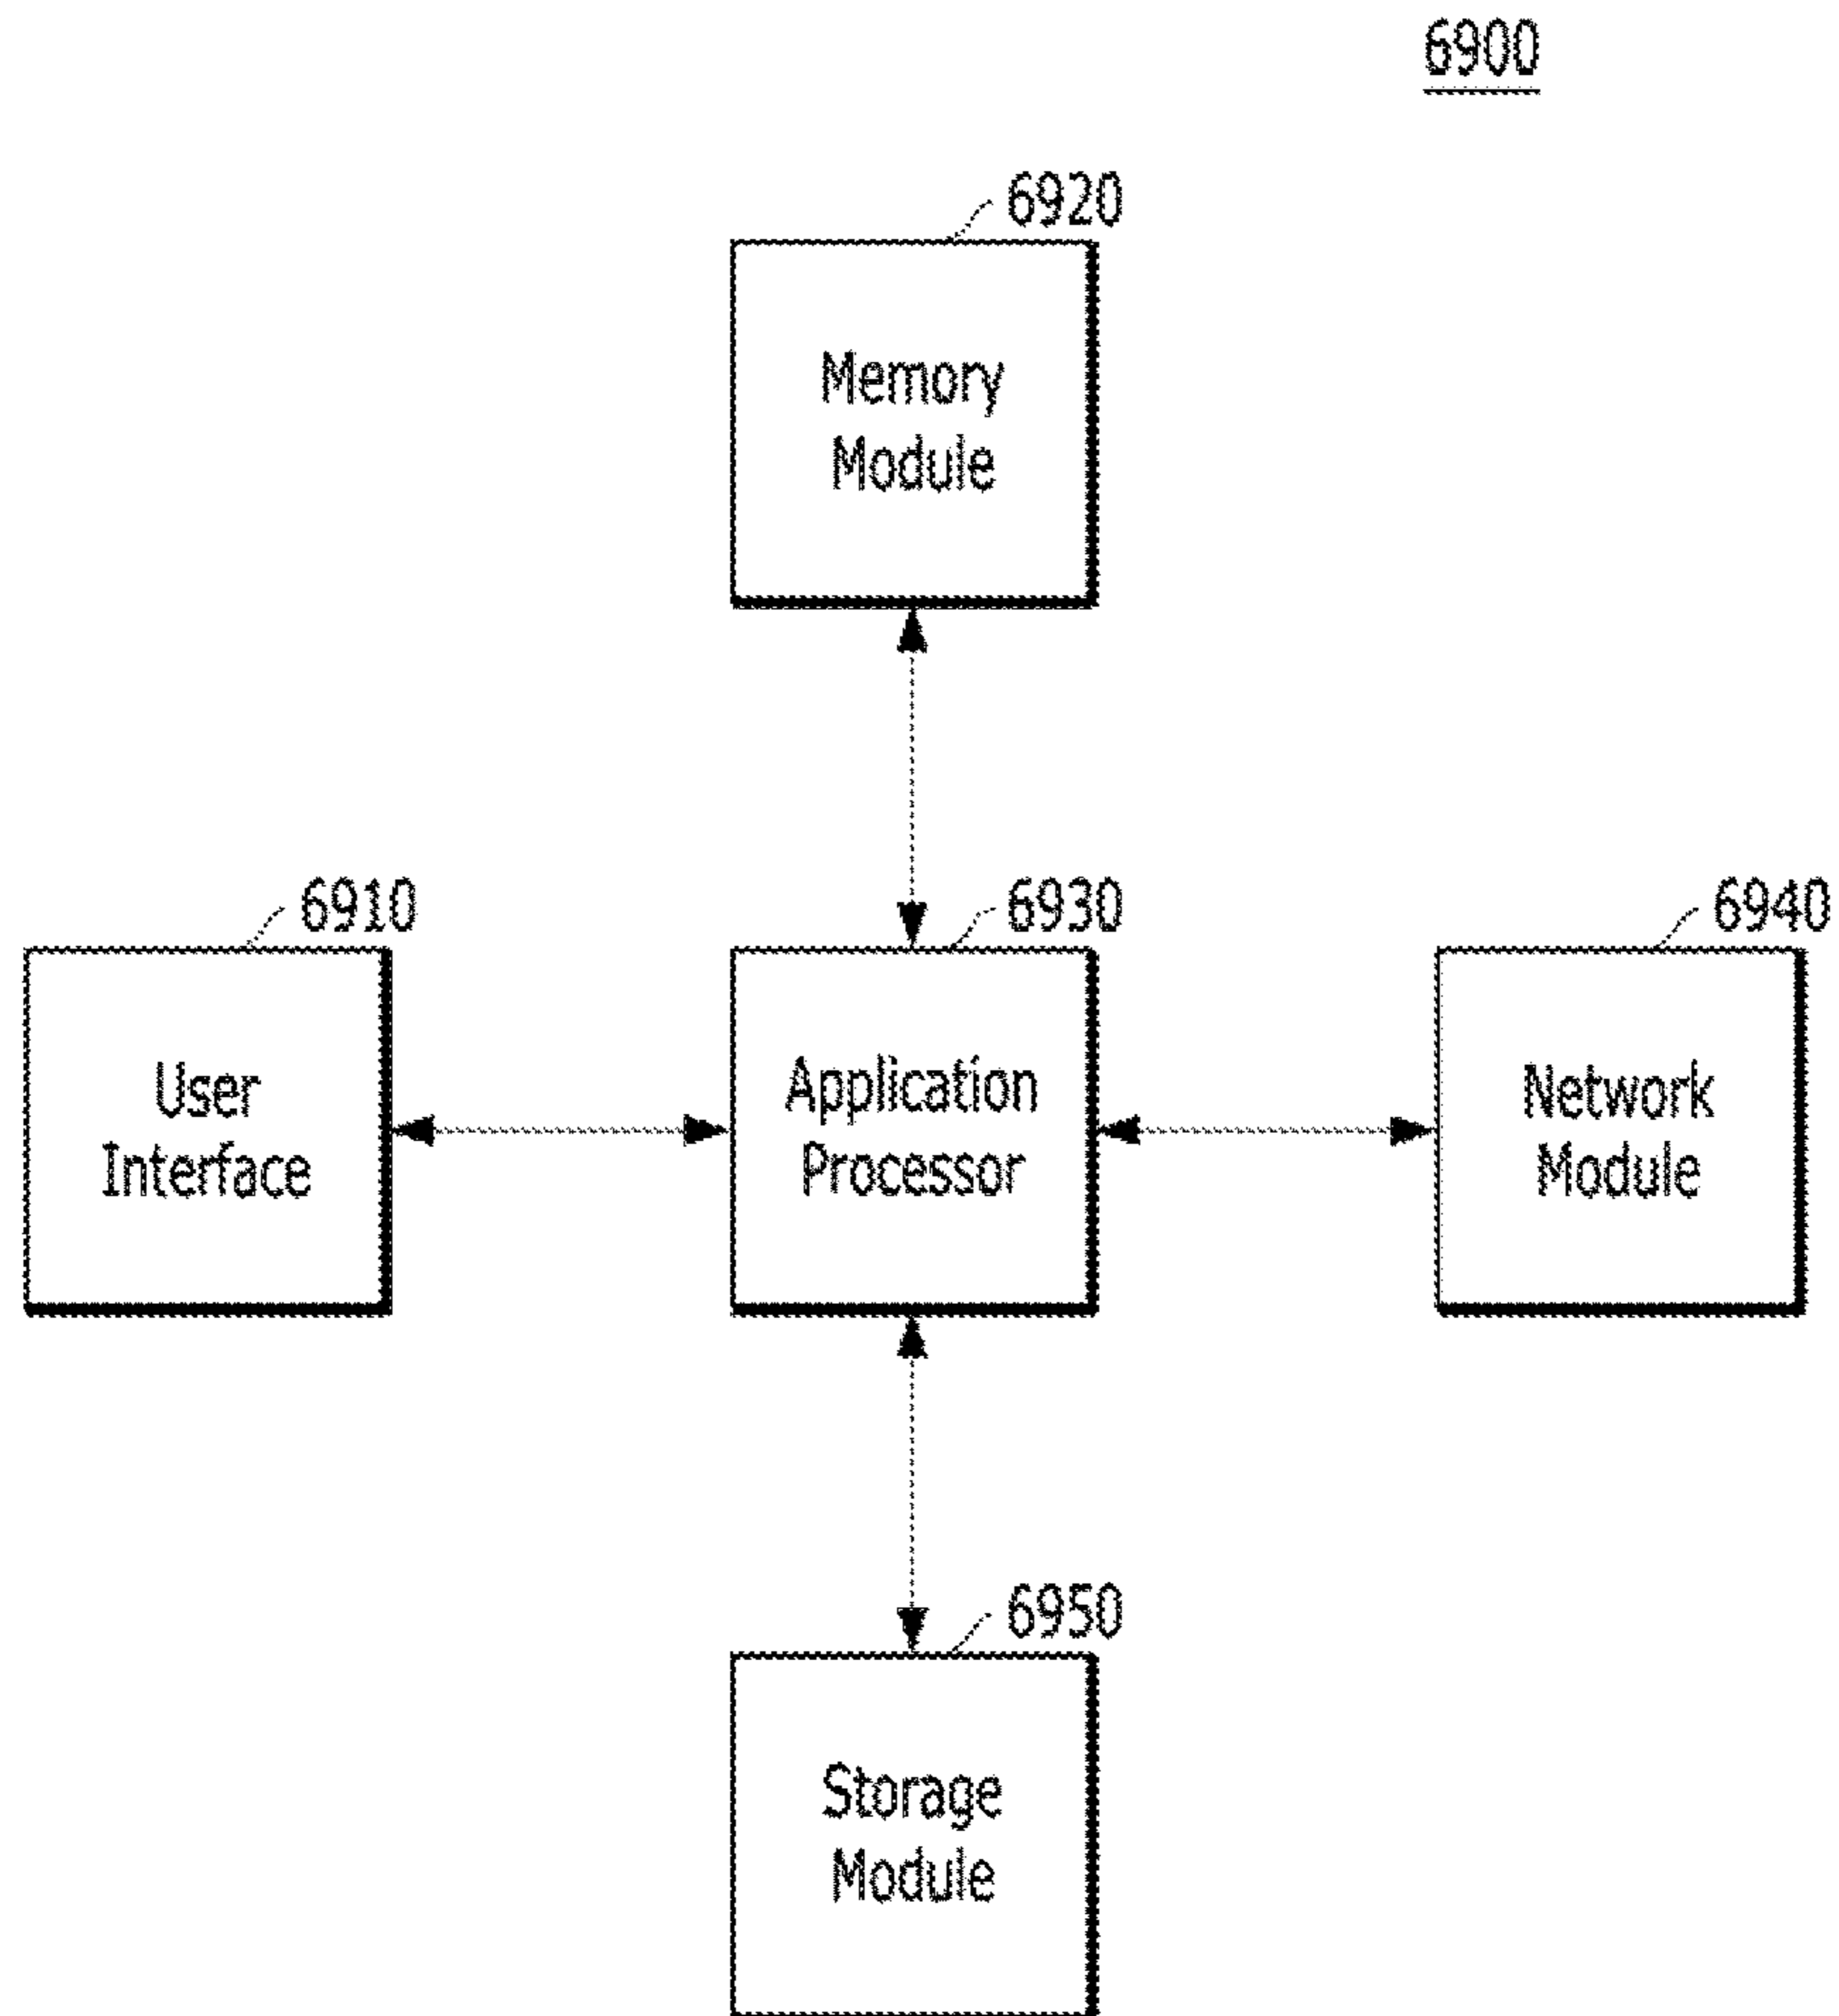 6900
6920
Memory
Module
6910
6930
6940
User
Interface
Application
Processor
Network
Module
6950
Storage
Module